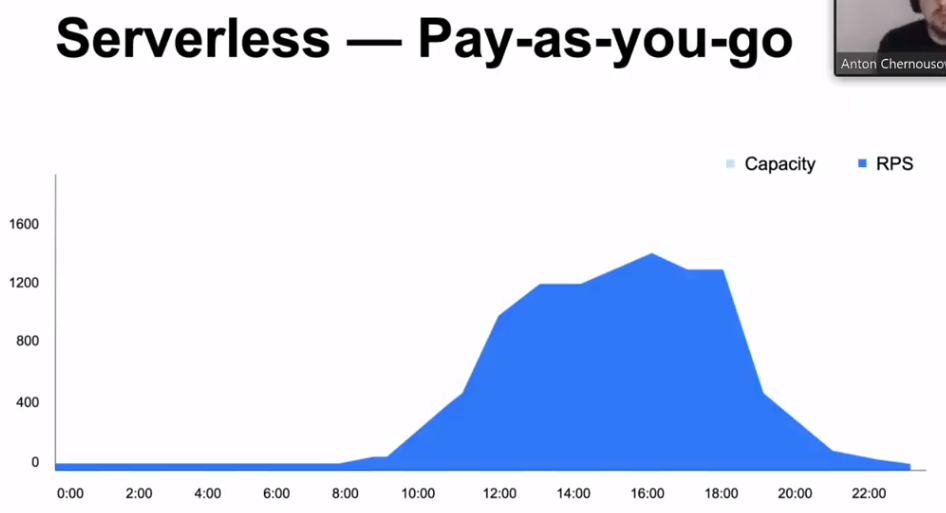 Serverless — Pay-as-you-go
Anton Chernousov
Capacity RPS
1600
1200
800
400
0
0:00 2:00 4:00 6:00 8:00 10:00 12:00 14:00 16:00 18:00 20:00 22:00